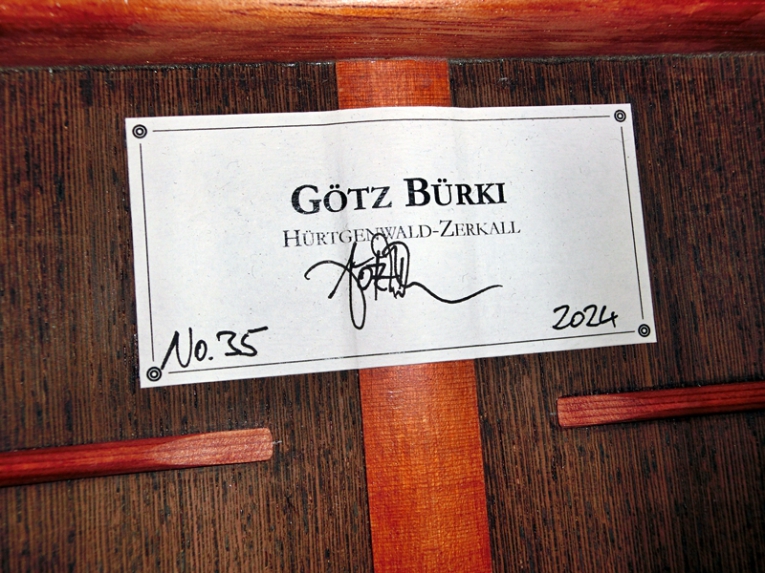 GÖTZ BÜRKI
HÜRTGENWALD-ZERKALL
No. 35
2024